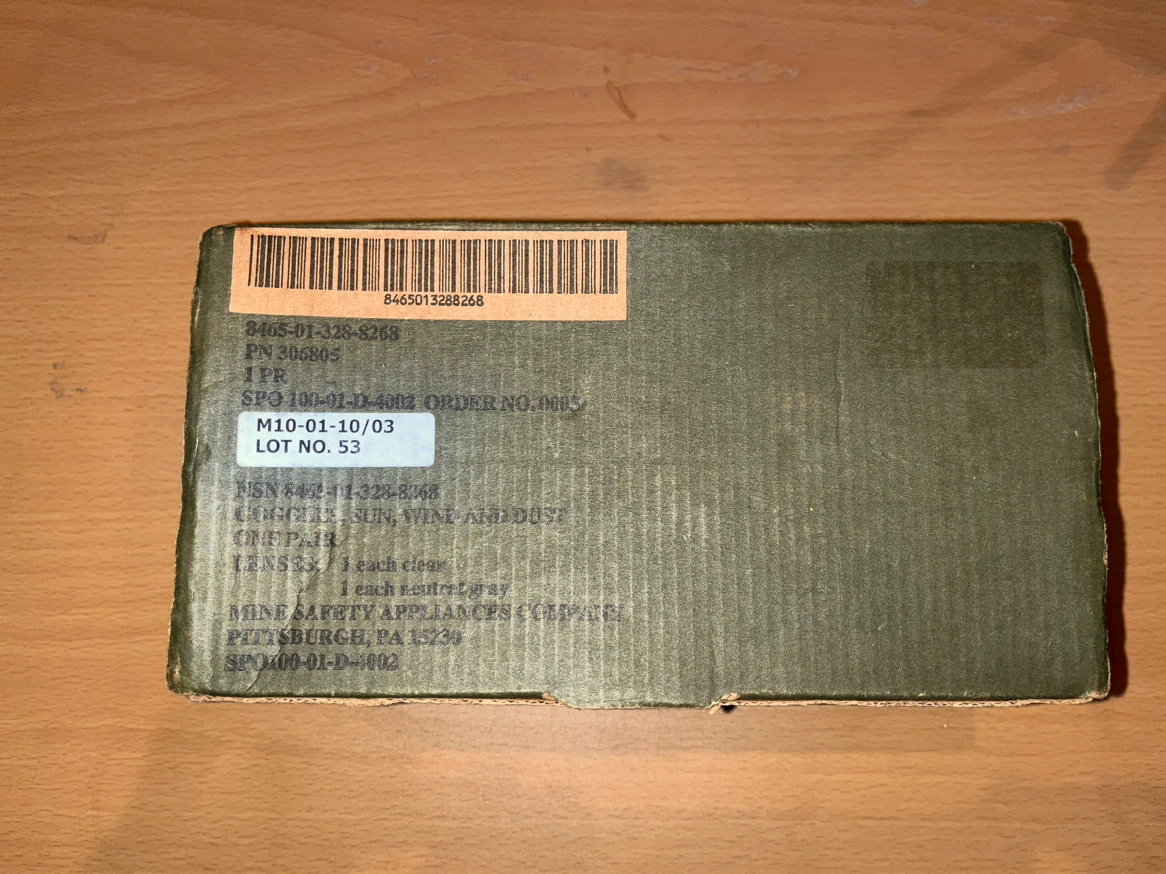 8465013288268
8465-01-328-8268
PN 306805
1 PR
SPO 100-01-D-4002 ORDER NO. 0005
M10-01-10/03
LOT NO. 53
NSN 8465-01-328-8268
GOGGLES, SUN, WIND AND DUST
ONE PAIR
LENSES: 1 each clear
1 each neutral gray
MINE SAFETY APPLIANCES COMPANY
PITTSBURGH, PA 15230
SPO100-01-D-4002